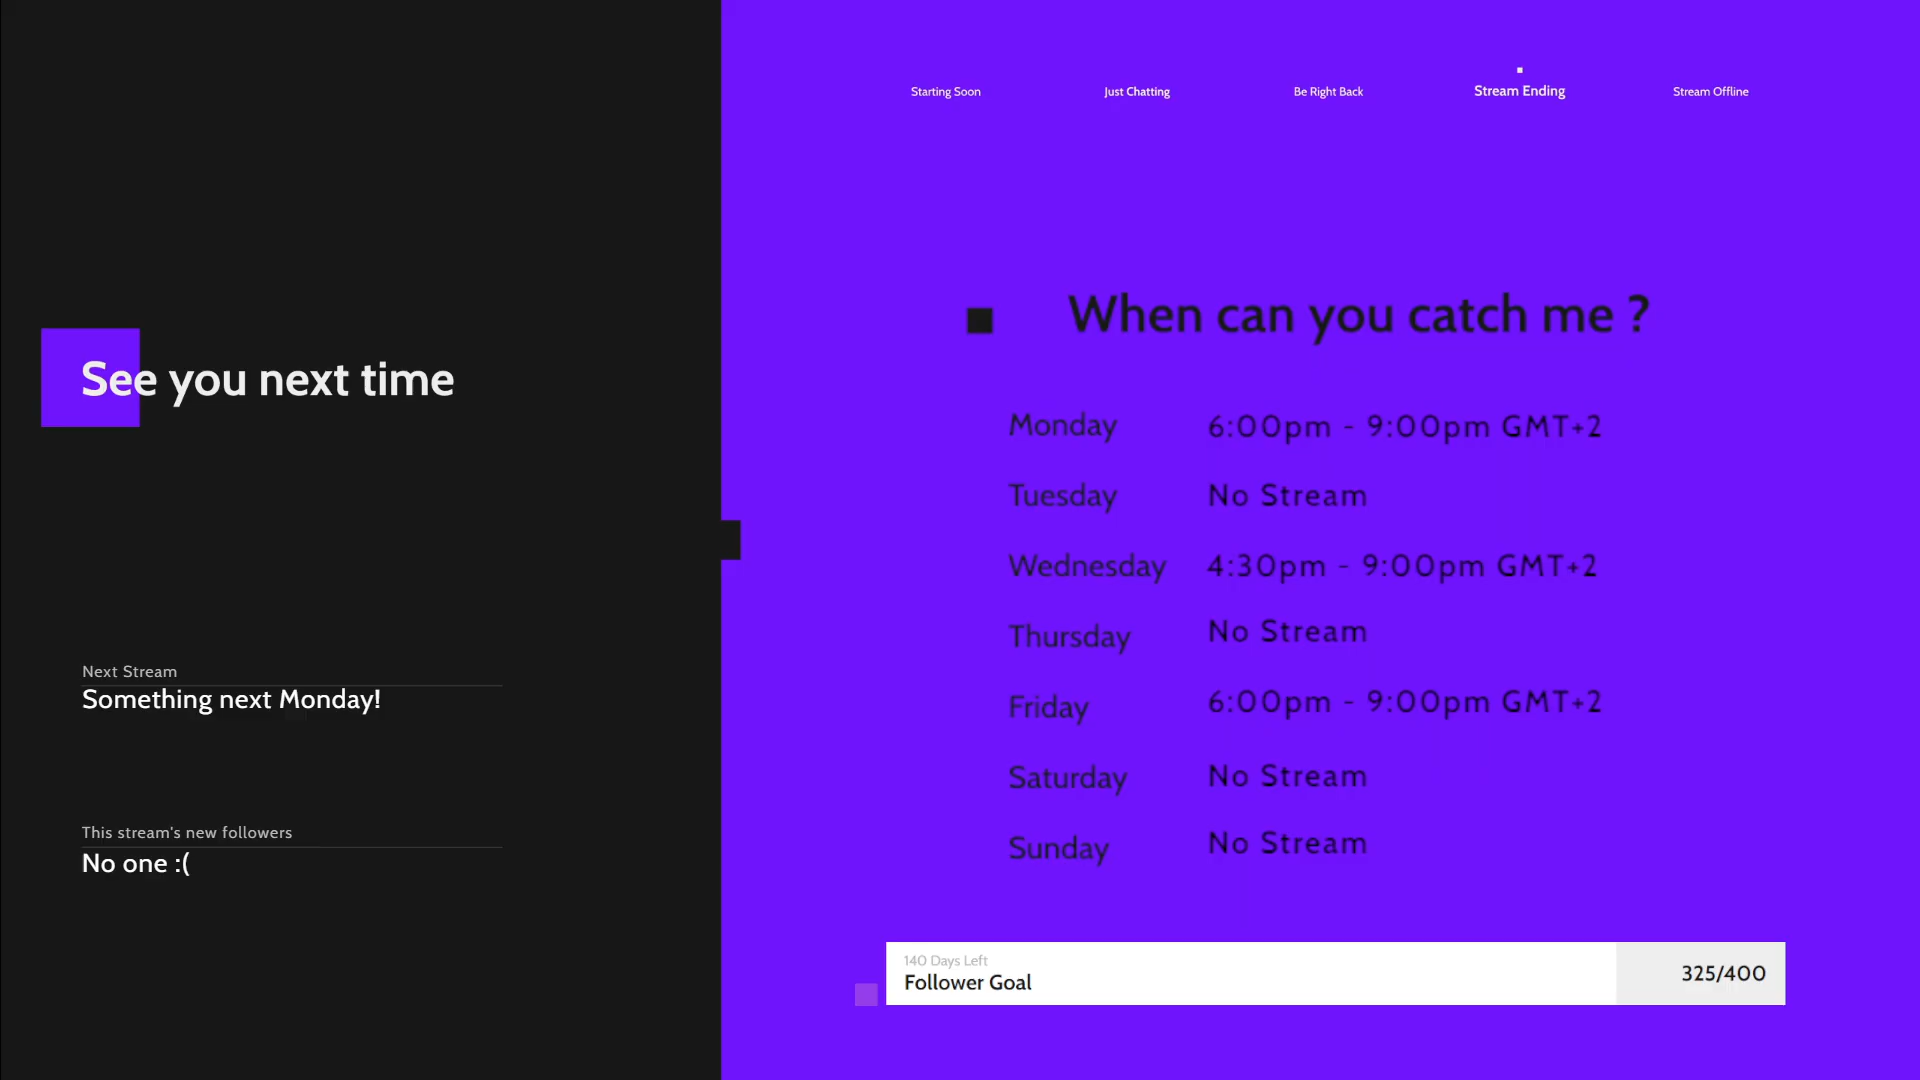 Starting Soon
Just Chatting
Be Right Back
Stream Ending
Stream Offline
See you next time
Next Stream
Something next Monday!
This stream's new followers
No one :(
When can you catch me ?
Monday 6:00pm - 9:00pm GMT+2
Tuesday No Stream
Wednesday 4:30pm - 9:00pm GMT+2
Thursday No Stream
Friday 6:00pm - 9:00pm GMT+2
Saturday No Stream
Sunday No Stream
140 Days Left
Follower Goal
325/400